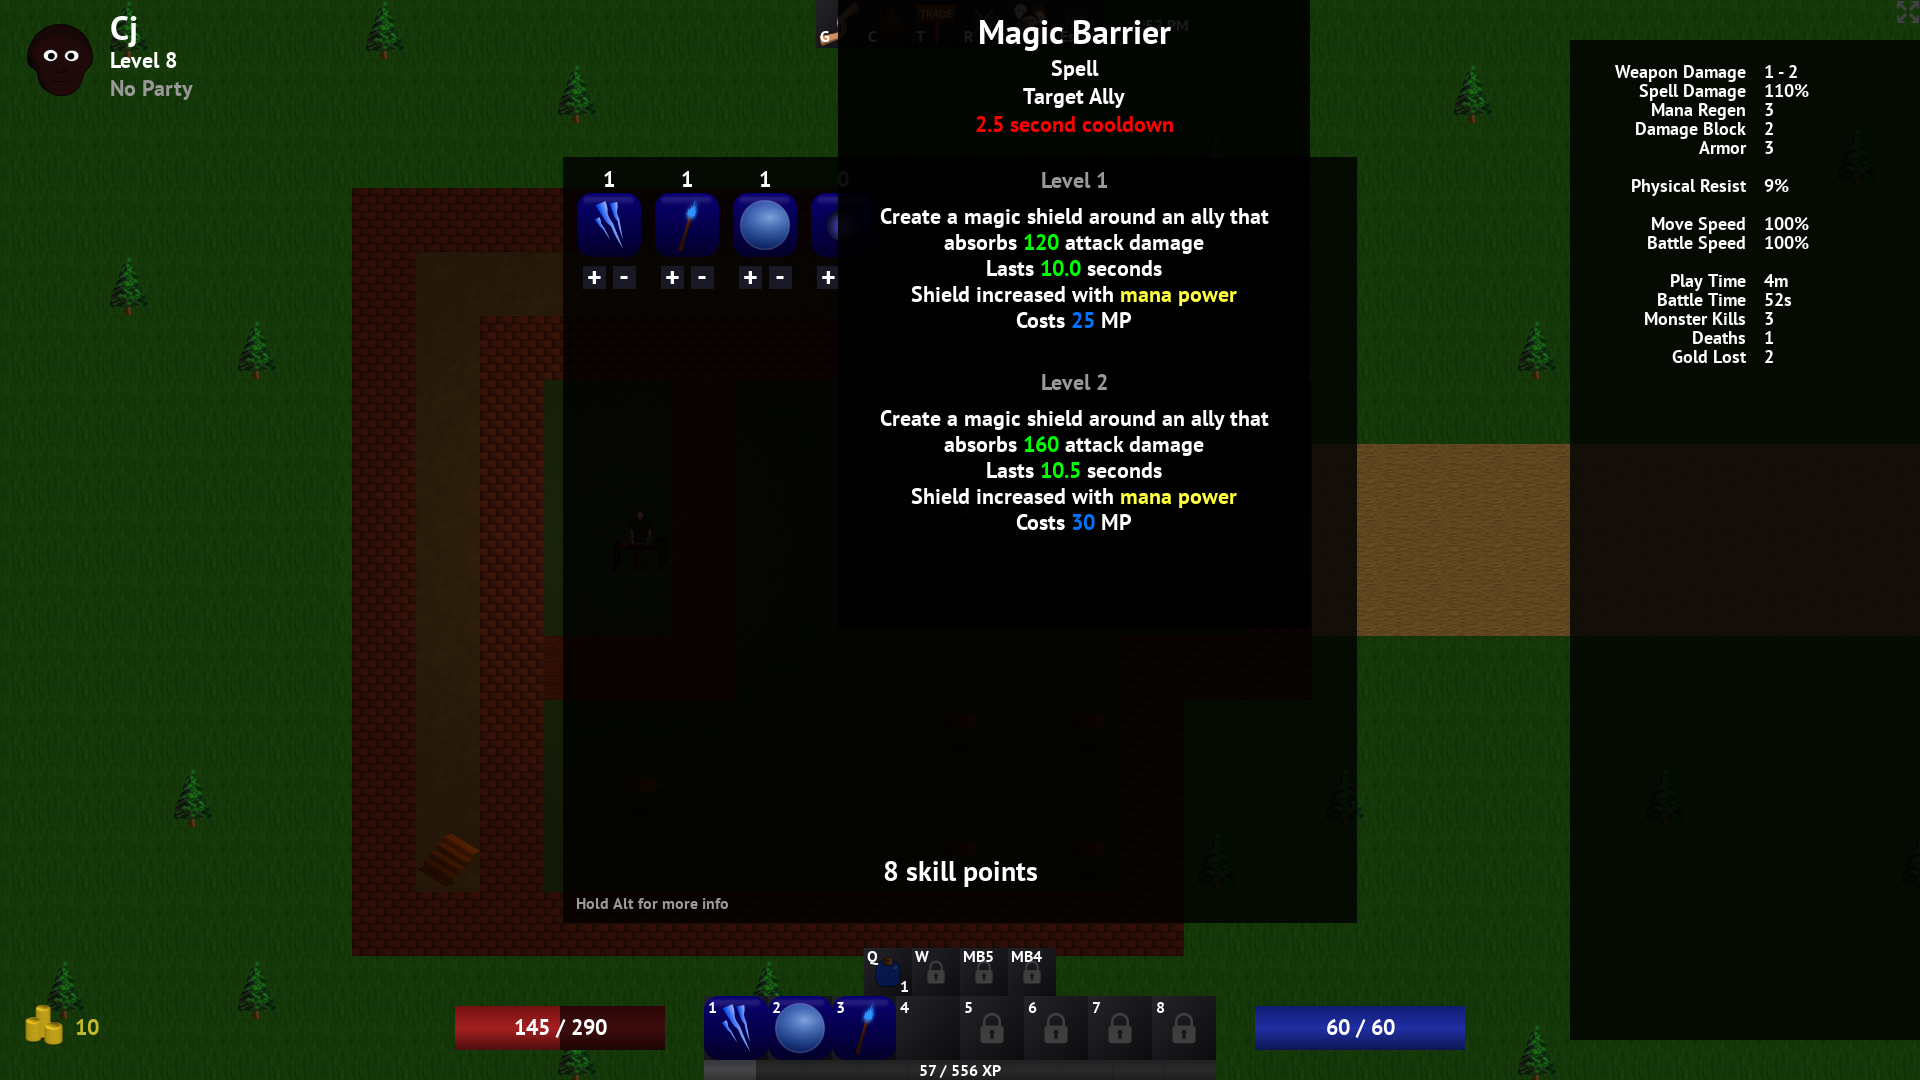 Cj
Level 8
No Party
G
C
T
R
TRADE
PM
Magic Barrier
Spell
Target Ally
2.5 second cooldown
Level 1
Create a magic shield around an ally that
absorbs 120 attack damage
Lasts 10.0 seconds
Shield increased with mana power
Costs 25 MP
Level 2
Create a magic shield around an ally that
absorbs 160 attack damage
Lasts 10.5 seconds
Shield increased with mana power
Costs 30 MP
1 1 1 0
+ - + - + - +
8 skill points
Hold Alt for more info
Weapon Damage 1 - 2
Spell Damage 110%
Mana Regen 3
Damage Block 2
Armor 3
Physical Resist 9%
Move Speed 100%
Battle Speed 100%
Play Time 4m
Battle Time 52s
Monster Kills 3
Deaths 1
Gold Lost 2
Q W MB5 MB4
1
1 2 3 4 5 6 7 8
10
145 / 290
60 / 60
57 / 556 XP